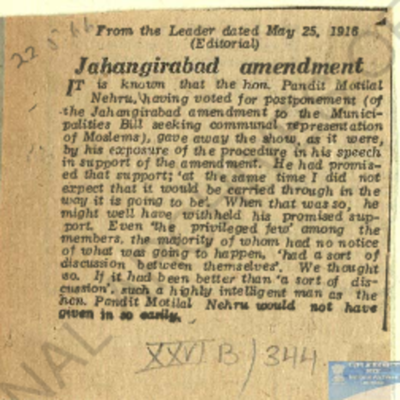 22 5 16
From the Leader dated May 25, 1916
(Editorial)
Jahangirabad amendment
IT is known that the hon. Pandit Motilal
Nehru, having voted for postponement (of
the Jahangirabad amendment to the Munici-
palities Bill seeking communal representation
of Moslems), gave away the show, as it were,
by his exposure of the procedure in his speech
in support of the amendment. He had promis-
ed that support; 'at the same time I did not
expect that it would be carried through in the
way it is going to be'. When that was so, he
might well have withheld his promised sup-
port. Even 'the privileged few' among the
members, the majority of whom had no notice
of what was going to happen, 'had a sort of
discussion between themselves'. We thought
so. If it had been better than 'a sort of dis-
cussion', such a highly intelligent man as the
hon. Pandit Motilal Nehru would not have
given in so easily.
XXVI B/344.